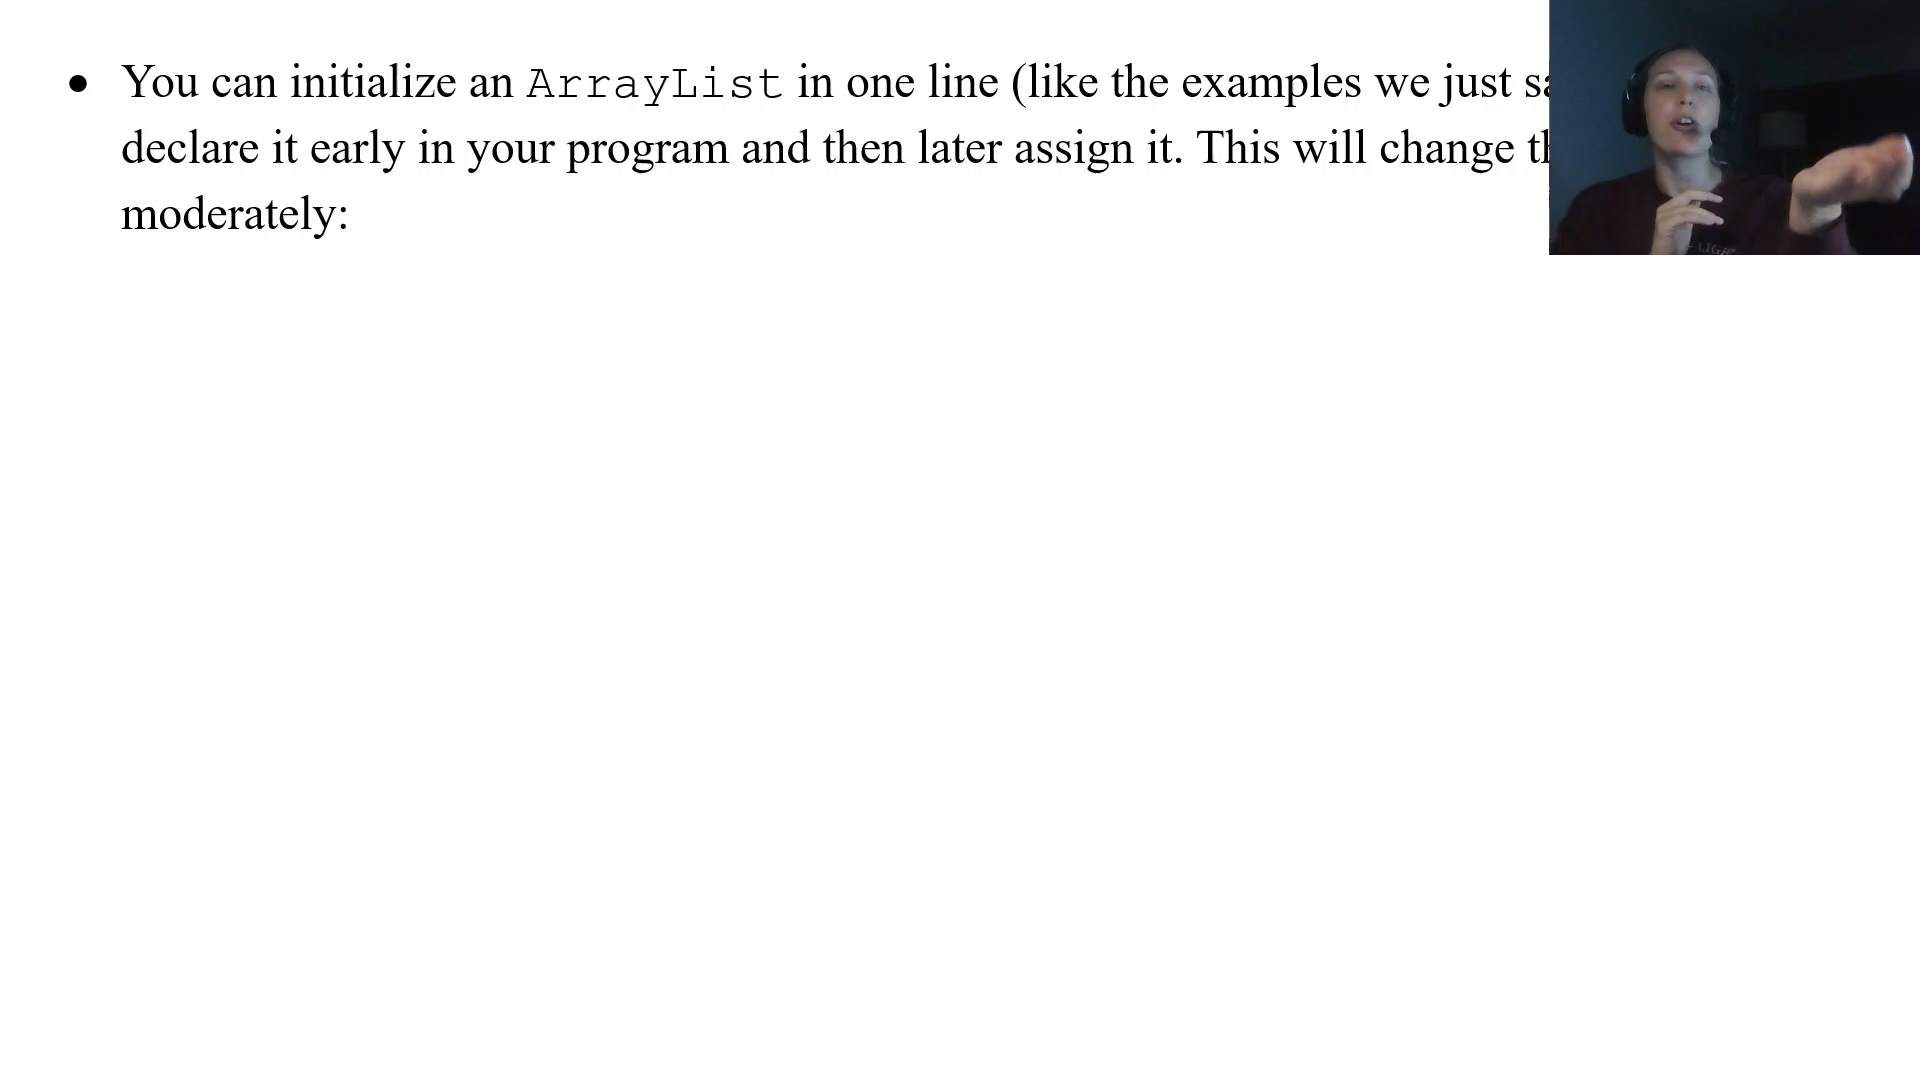 • You can initialize an ArrayList in one line (like the examples we just
declare it early in your program and then later assign it. This will change
moderately: